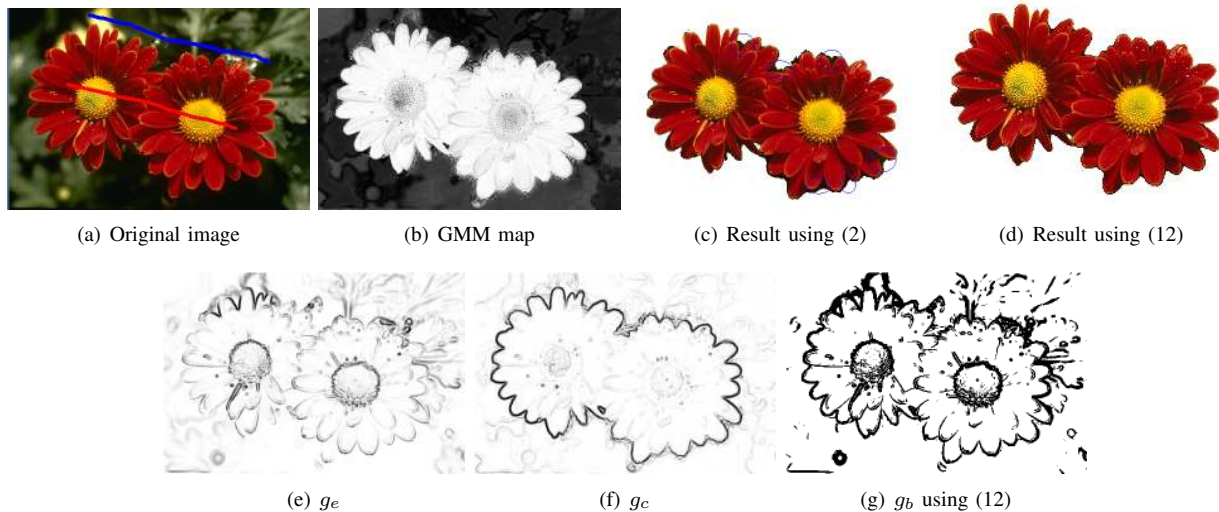 (a) Original image
(b) GMM map
(c) Result using (2)
(d) Result using (12)
(e) g_e
(f) g_c
(g) g_b using (12)